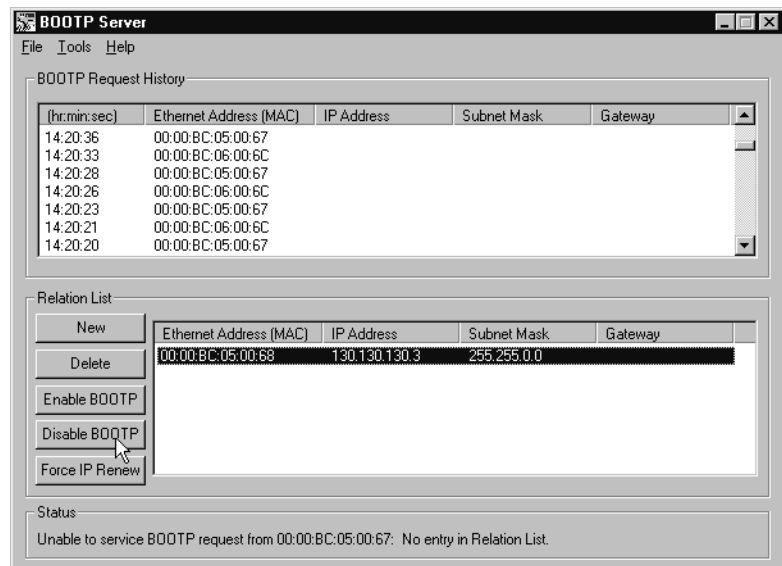 BOOTP Server
File Tools Help
BOOTP Request History
(hr:min:sec) Ethernet Address (MAC) IP Address Subnet Mask Gateway
14:20:36 00:00:BC:05:00:67
14:20:33 00:00:BC:06:00:6C
14:20:28 00:00:BC:05:00:67
14:20:26 00:00:BC:06:00:6C
14:20:23 00:00:BC:05:00:67
14:20:21 00:00:BC:06:00:6C
14:20:20 00:00:BC:05:00:67
Relation List
New
Delete
Enable BOOTP
Disable BOOTP
Force IP Renew
Ethernet Address (MAC) IP Address Subnet Mask Gateway
00:00:BC:05:00:68 130.130.130.3 255.255.0.0
Status
Unable to service BOOTP request from 00:00:BC:05:00:67: No entry in Relation List.